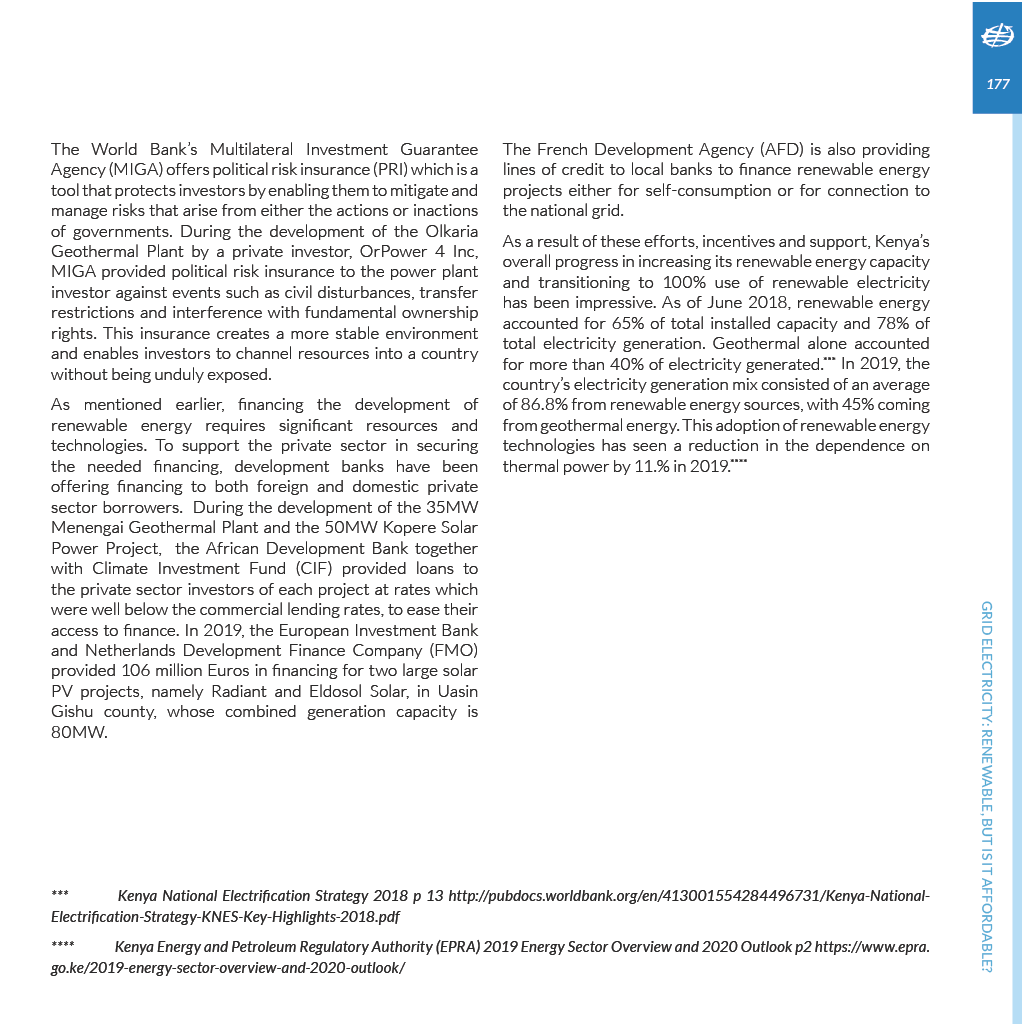 177
The World Bank’s Multilateral Investment Guarantee
Agency (MIGA) offers political risk insurance (PRI) which is a
tool that protects investors by enabling them to mitigate and
manage risks that arise from either the actions or inactions
of governments. During the development of the Olkaria
Geothermal Plant by a private investor, OrPower 4 Inc,
MIGA provided political risk insurance to the power plant
investor against events such as civil disturbances, transfer
restrictions and interference with fundamental ownership
rights. This insurance creates a more stable environment
and enables investors to channel resources into a country
without being unduly exposed.
As mentioned earlier, financing the development of
renewable energy requires significant resources and
technologies. To support the private sector in securing
the needed financing, development banks have been
offering financing to both foreign and domestic private
sector borrowers. During the development of the 35MW
Menengai Geothermal Plant and the 50MW Kopere Solar
Power Project, the African Development Bank together
with Climate Investment Fund (CIF) provided loans to
the private sector investors of each project at rates which
were well below the commercial lending rates, to ease their
access to finance. In 2019, the European Investment Bank
and Netherlands Development Finance Company (FMO)
provided 106 million Euros in financing for two large solar
PV projects, namely Radiant and Eldosol Solar, in Uasin
Gishu county, whose combined generation capacity is
80MW.
The French Development Agency (AFD) is also providing
lines of credit to local banks to finance renewable energy
projects either for self-consumption or for connection to
the national grid.
As a result of these efforts, incentives and support, Kenya’s
overall progress in increasing its renewable energy capacity
and transitioning to 100% use of renewable electricity
has been impressive. As of June 2018, renewable energy
accounted for 65% of total installed capacity and 78% of
total electricity generation. Geothermal alone accounted
for more than 40% of electricity generated.*** In 2019, the
country’s electricity generation mix consisted of an average
of 86.8% from renewable energy sources, with 45% coming
from geothermal energy. This adoption of renewable energy
technologies has seen a reduction in the dependence on
thermal power by 11.% in 2019.****
*** Kenya National Electrification Strategy 2018 p 13 http://pubdocs.worldbank.org/en/413001554284496731/Kenya-National-
Electrification-Strategy-KNES-Key-Highlights-2018.pdf
**** Kenya Energy and Petroleum Regulatory Authority (EPRA) 2019 Energy Sector Overview and 2020 Outlook p2 https://www.epra.
go.ke/2019-energy-sector-overview-and-2020-outlook/
GRID ELECTRICITY: RENEWABLE, BUT IS IT AFFORDABLE?